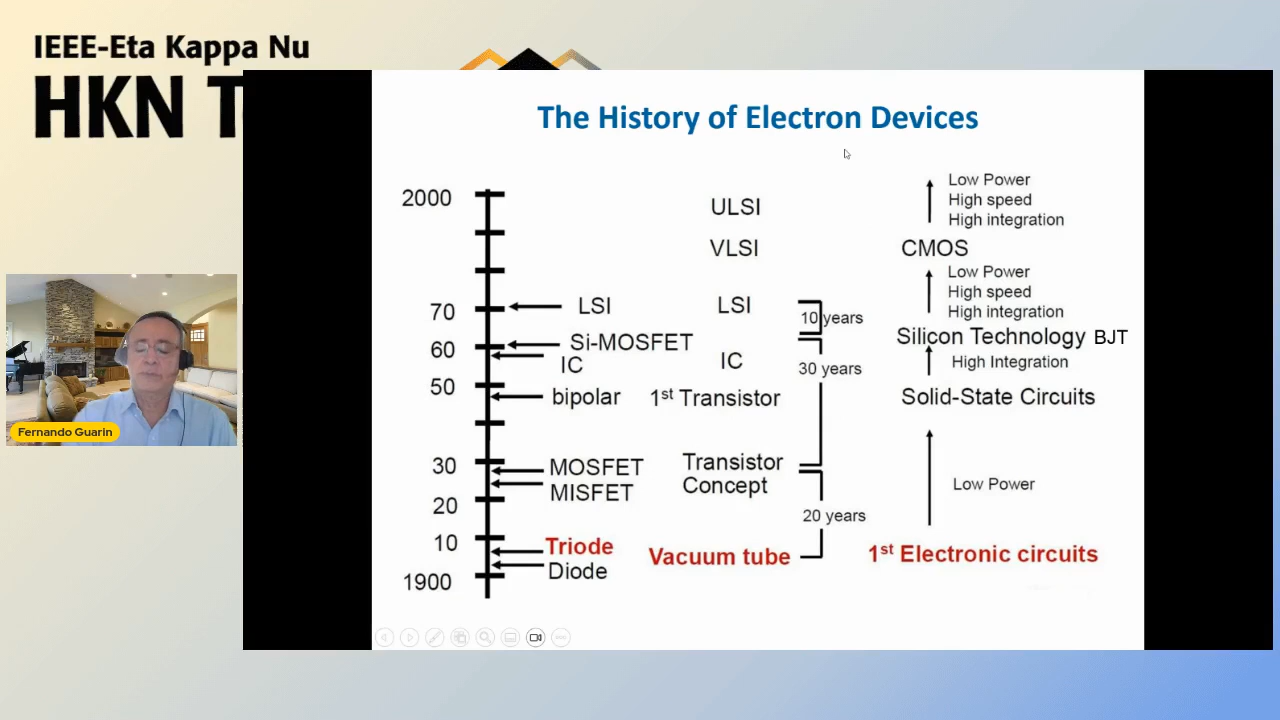 IEEE-Eta Kappa Nu
HKN T
The History of Electron Devices
2000
70
60
50
30
20
10
1900
LSI
Si-MOSFET
IC
bipolar
MOSFET
MISFET
Triode
Diode
ULSI
VLSI
LSI
IC
1st Transistor
Transistor
Concept
Vacuum tube
10 years
30 years
20 years
Low Power
High speed
High integration
CMOS
Low Power
High speed
High integration
Silicon Technology BJT
High Integration
Solid-State Circuits
Low Power
1st Electronic circuits
Fernando Guarin